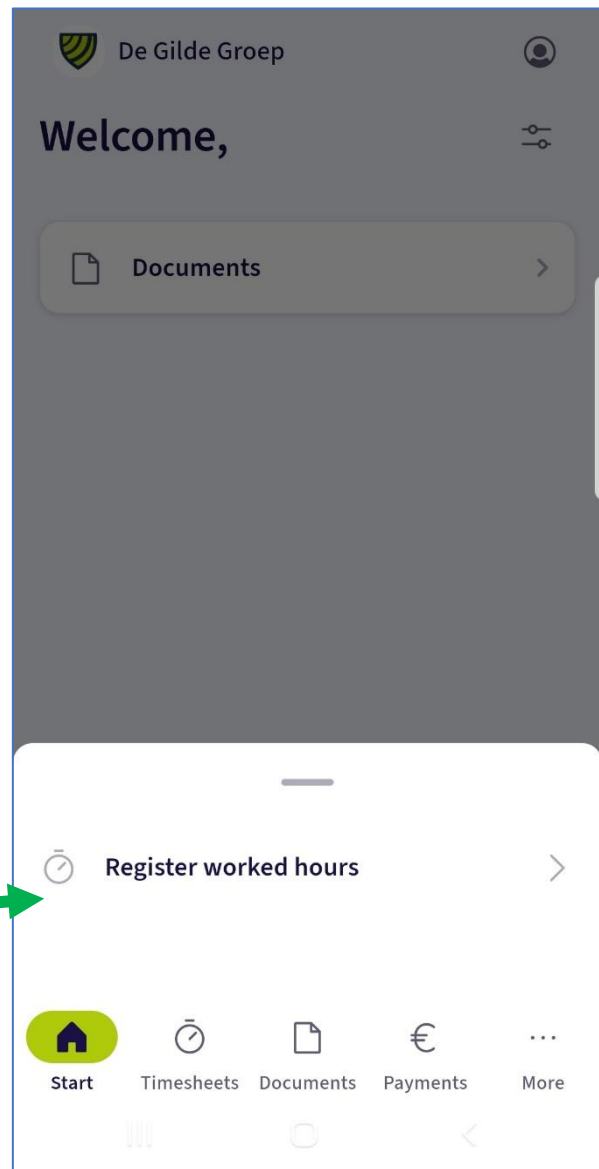 De Gilde Groep
Welcome,
Documents
Register worked hours
Start Timesheets Documents Payments More